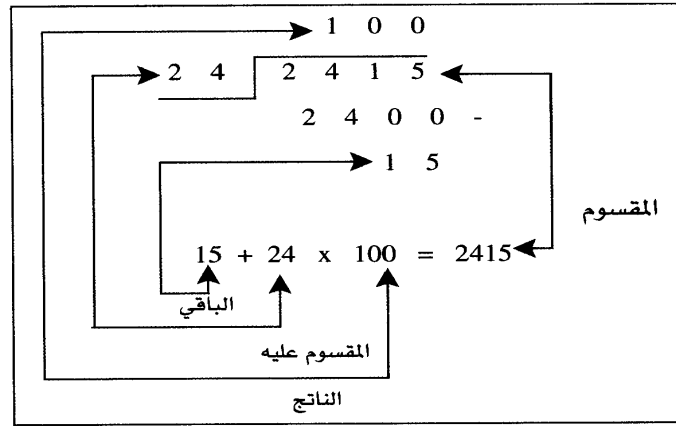 1 0 0
2 4 2 4 1 5
2 4 0 0 -
1 5
المقسوم
15 + 24 x 100 = 2415
الباقي
المقسوم عليه
الناتج